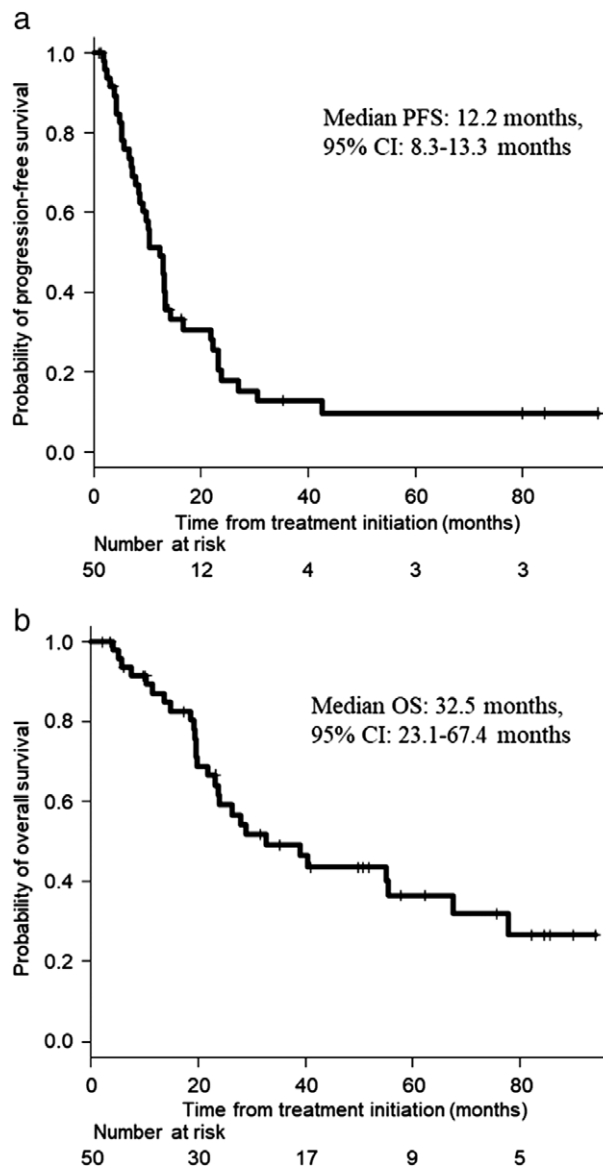 a
Probability of progression-free survival
1.0
0.8
0.6
0.4
0.2
0.0
Median PFS: 12.2 months,
95% CI: 8.3-13.3 months
0 20 40 60 80
Time from treatment initiation (months)
Number at risk
50 12 4 3 3
b
Probability of overall survival
1.0
0.8
0.6
0.4
0.2
0.0
Median OS: 32.5 months,
95% CI: 23.1-67.4 months
0 20 40 60 80
Time from treatment initiation (months)
Number at risk
50 30 17 9 5